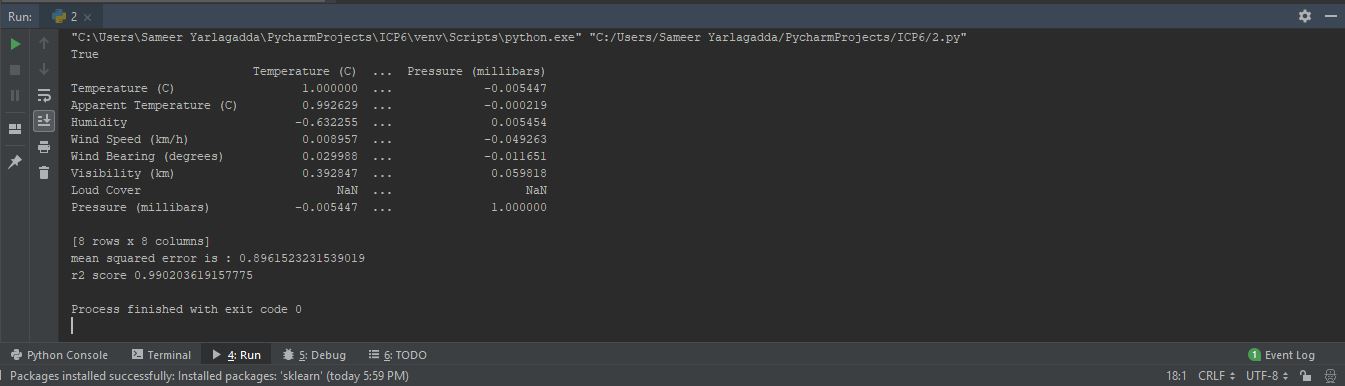 Run: 2 ×
"C:\Users\Sameer Yarlagadda\PycharmProjects\ICP6\venv\Scripts\python.exe" "C:/Users/Sameer Yarlagadda/PycharmProjects/ICP6/2.py"
True
Temperature (C) ... Pressure (millibars)
Temperature (C) 1.000000 ... -0.005447
Apparent Temperature (C) 0.992629 ... -0.000219
Humidity -0.632255 ... 0.005454
Wind Speed (km/h) 0.008957 ... -0.049263
Wind Bearing (degrees) 0.029988 ... -0.011651
Visibility (km) 0.392847 ... 0.059818
Loud Cover NaN ... NaN
Pressure (millibars) -0.005447 ... 1.000000
[8 rows x 8 columns]
mean squared error is : 0.8961523231539019
r2 score 0.990203619157775
Process finished with exit code 0
Python Console Terminal 4: Run 5: Debug 6: TODO 1 Event Log
Packages installed successfully: Installed packages: 'sklearn' (today 5:59 PM) 18:1 CRLF UTF-8